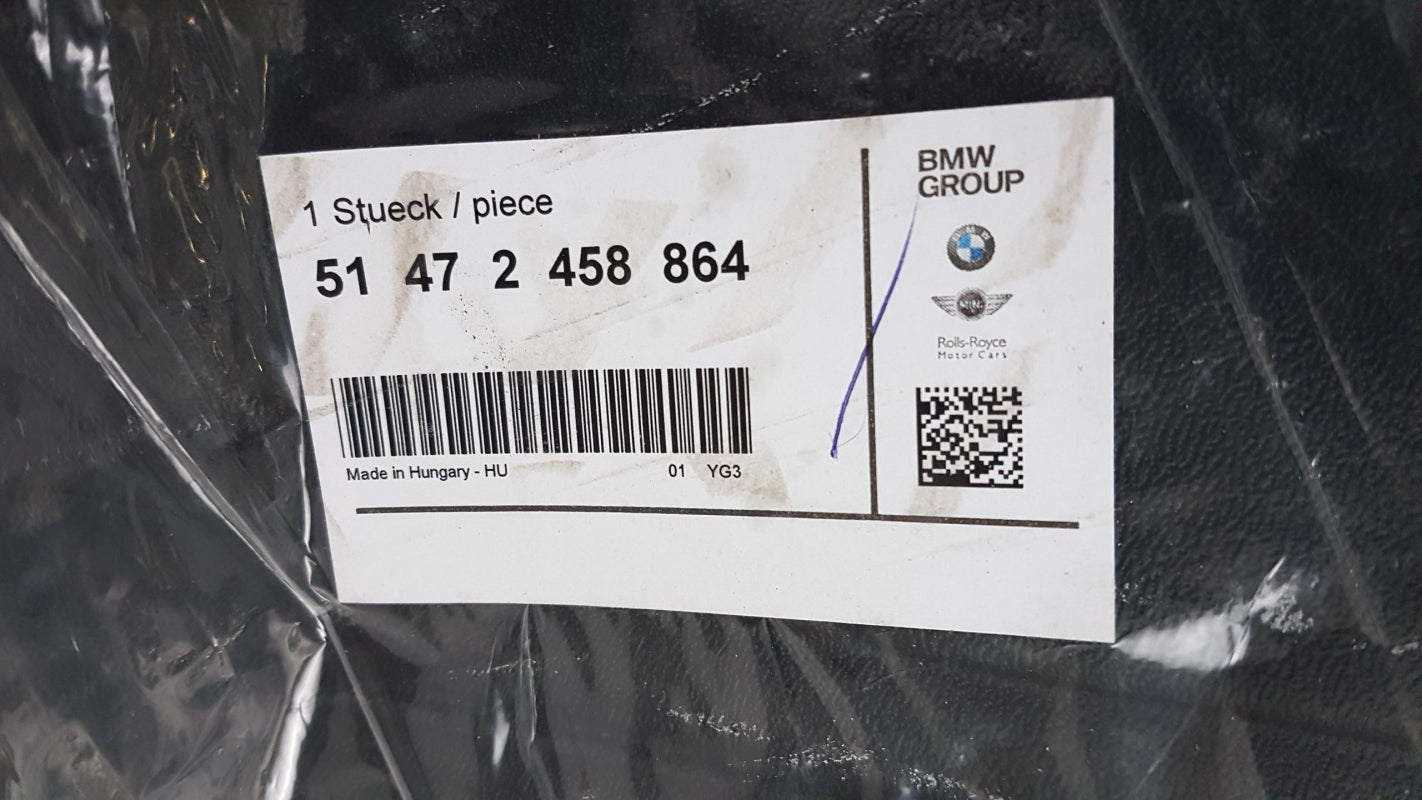 1 Stueck / piece
51 47 2 458 864
Made in Hungary - HU
01 YG3
BMW
GROUP
MINI
Rolls-Royce
Motor Cars